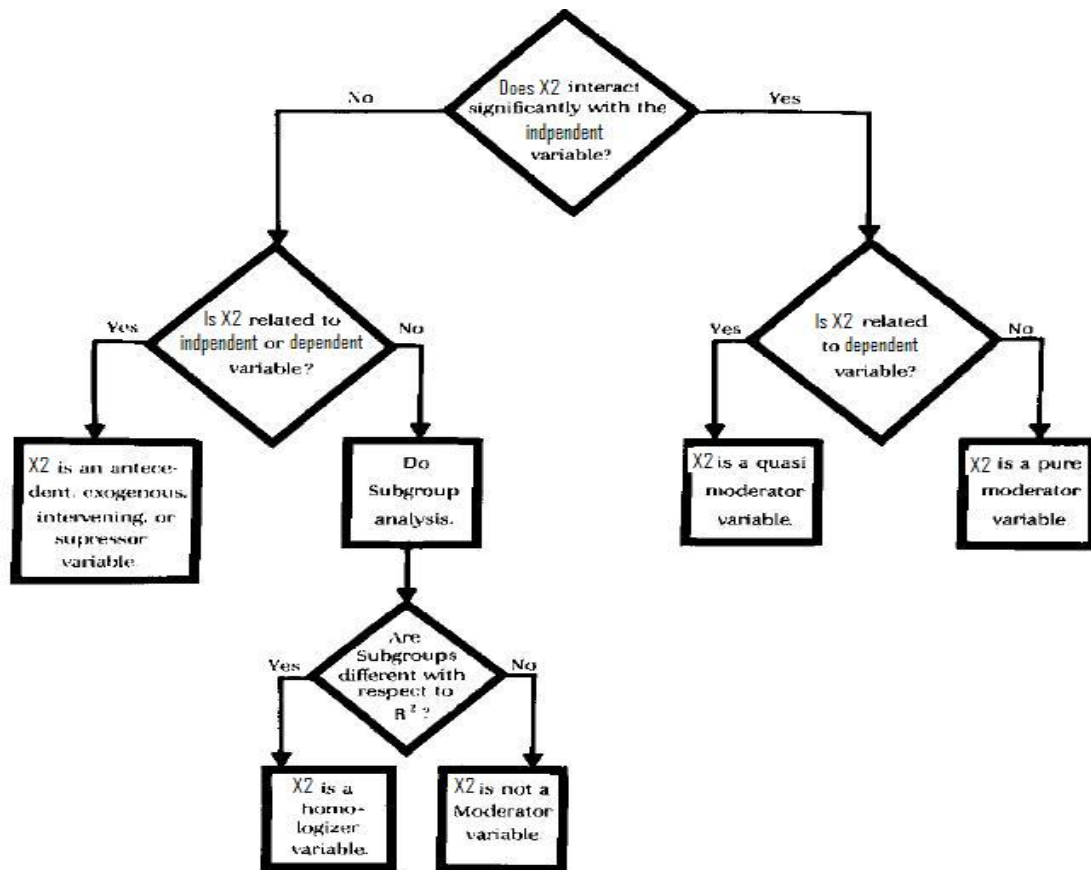 Does X2 interact
significantly with the
indpendent
variable?
No
Yes
Is X2 related to
indpendent or dependent
variable?
Yes
No
Is X2 related
to dependent
variable?
Yes
No
X2 is an antece-
dent, exogenous,
intervening, or
supressor
variable.
Do
Subgroup
analysis.
X2 is a quasi
moderator
variable.
X2 is a pure
moderator
variable
Are
Subgroups
different with
respect to
R²?
Yes
No
X2 is a
homo-
logizer
variable.
X2 is not a
Moderator
variable